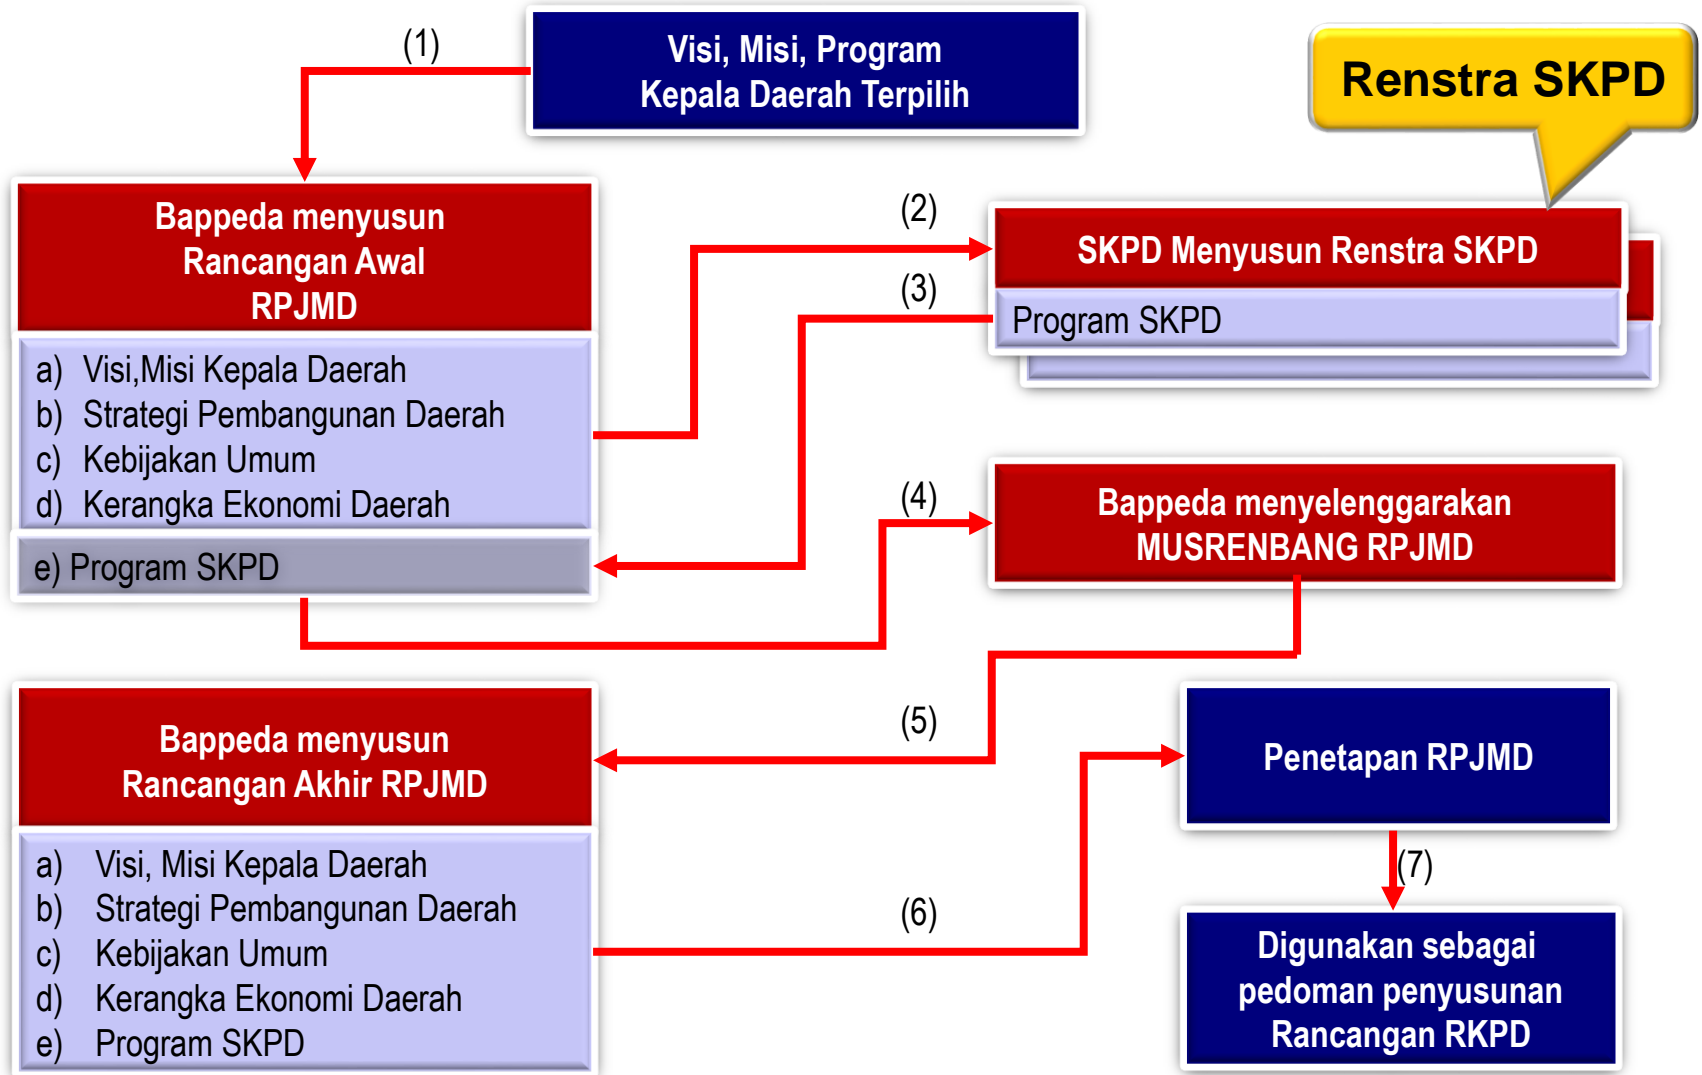 (1)
Visi, Misi, Program
Kepala Daerah Terpilih
Renstra SKPD
Bappeda menyusun
Rancangan Awal
RPJMD
a) Visi,Misi Kepala Daerah
b) Strategi Pembangunan Daerah
c) Kebijakan Umum
d) Kerangka Ekonomi Daerah
e) Program SKPD
(2)
SKPD Menyusun Renstra SKPD
(3)
Program SKPD
(4)
Bappeda menyelenggarakan
MUSRENBANG RPJMD
(5)
Bappeda menyusun
Rancangan Akhir RPJMD
a) Visi, Misi Kepala Daerah
b) Strategi Pembangunan Daerah
c) Kebijakan Umum
d) Kerangka Ekonomi Daerah
e) Program SKPD
(6)
Penetapan RPJMD
(7)
Digunakan sebagai
pedoman penyusunan
Rancangan RKPD